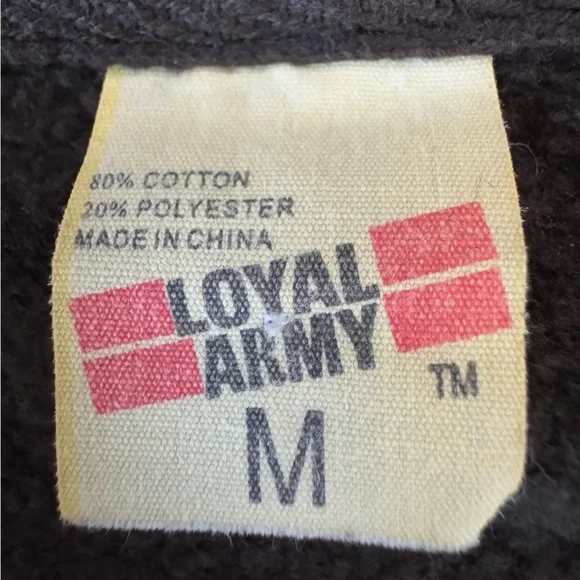 80% COTTON
20% POLYESTER
MADE IN CHINA
LOYAL
ARMY
TM
M